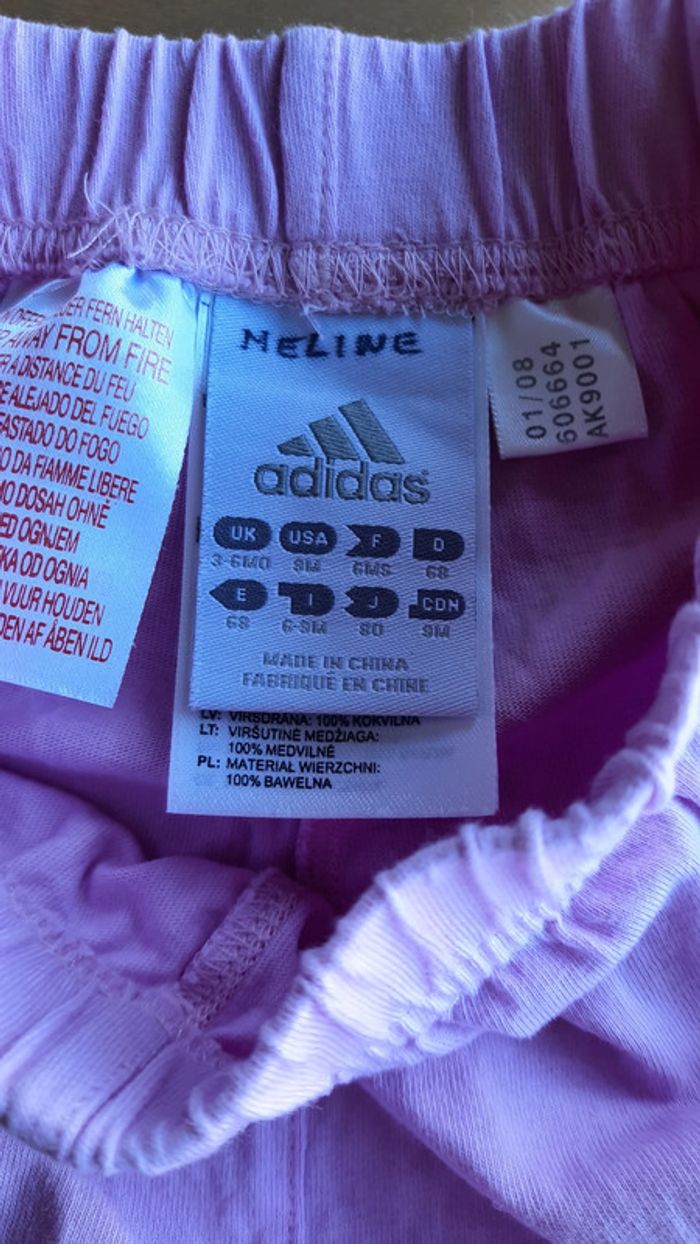 MELINE
adidas
UK USA F D
3-6MO 9M 6MS 68
E I J CDN
68 6-9M 80 9M
MADE IN CHINA
FABRIQUÉ EN CHINE
LV: VIRSDRĀNA: 100% KOKVILNA
LT: VIRŠUTINĖ MEDŽIAGA:
100% MEDVILNĖ
PL: MATERIAŁ WIERZCHNI:
100% BAWEŁNA
FERN HALTEN
AWAY FROM FIRE
DISTANCE DU FEU
ALEJADO DEL FUEGO
DO FOGO
DA FIAMME LIBERE
DOSAH OHNĚ
OGNJEM
OD OGNIA
VUUR HOUDEN
AF ÅBEN ILD
01/08
606664
AK9001